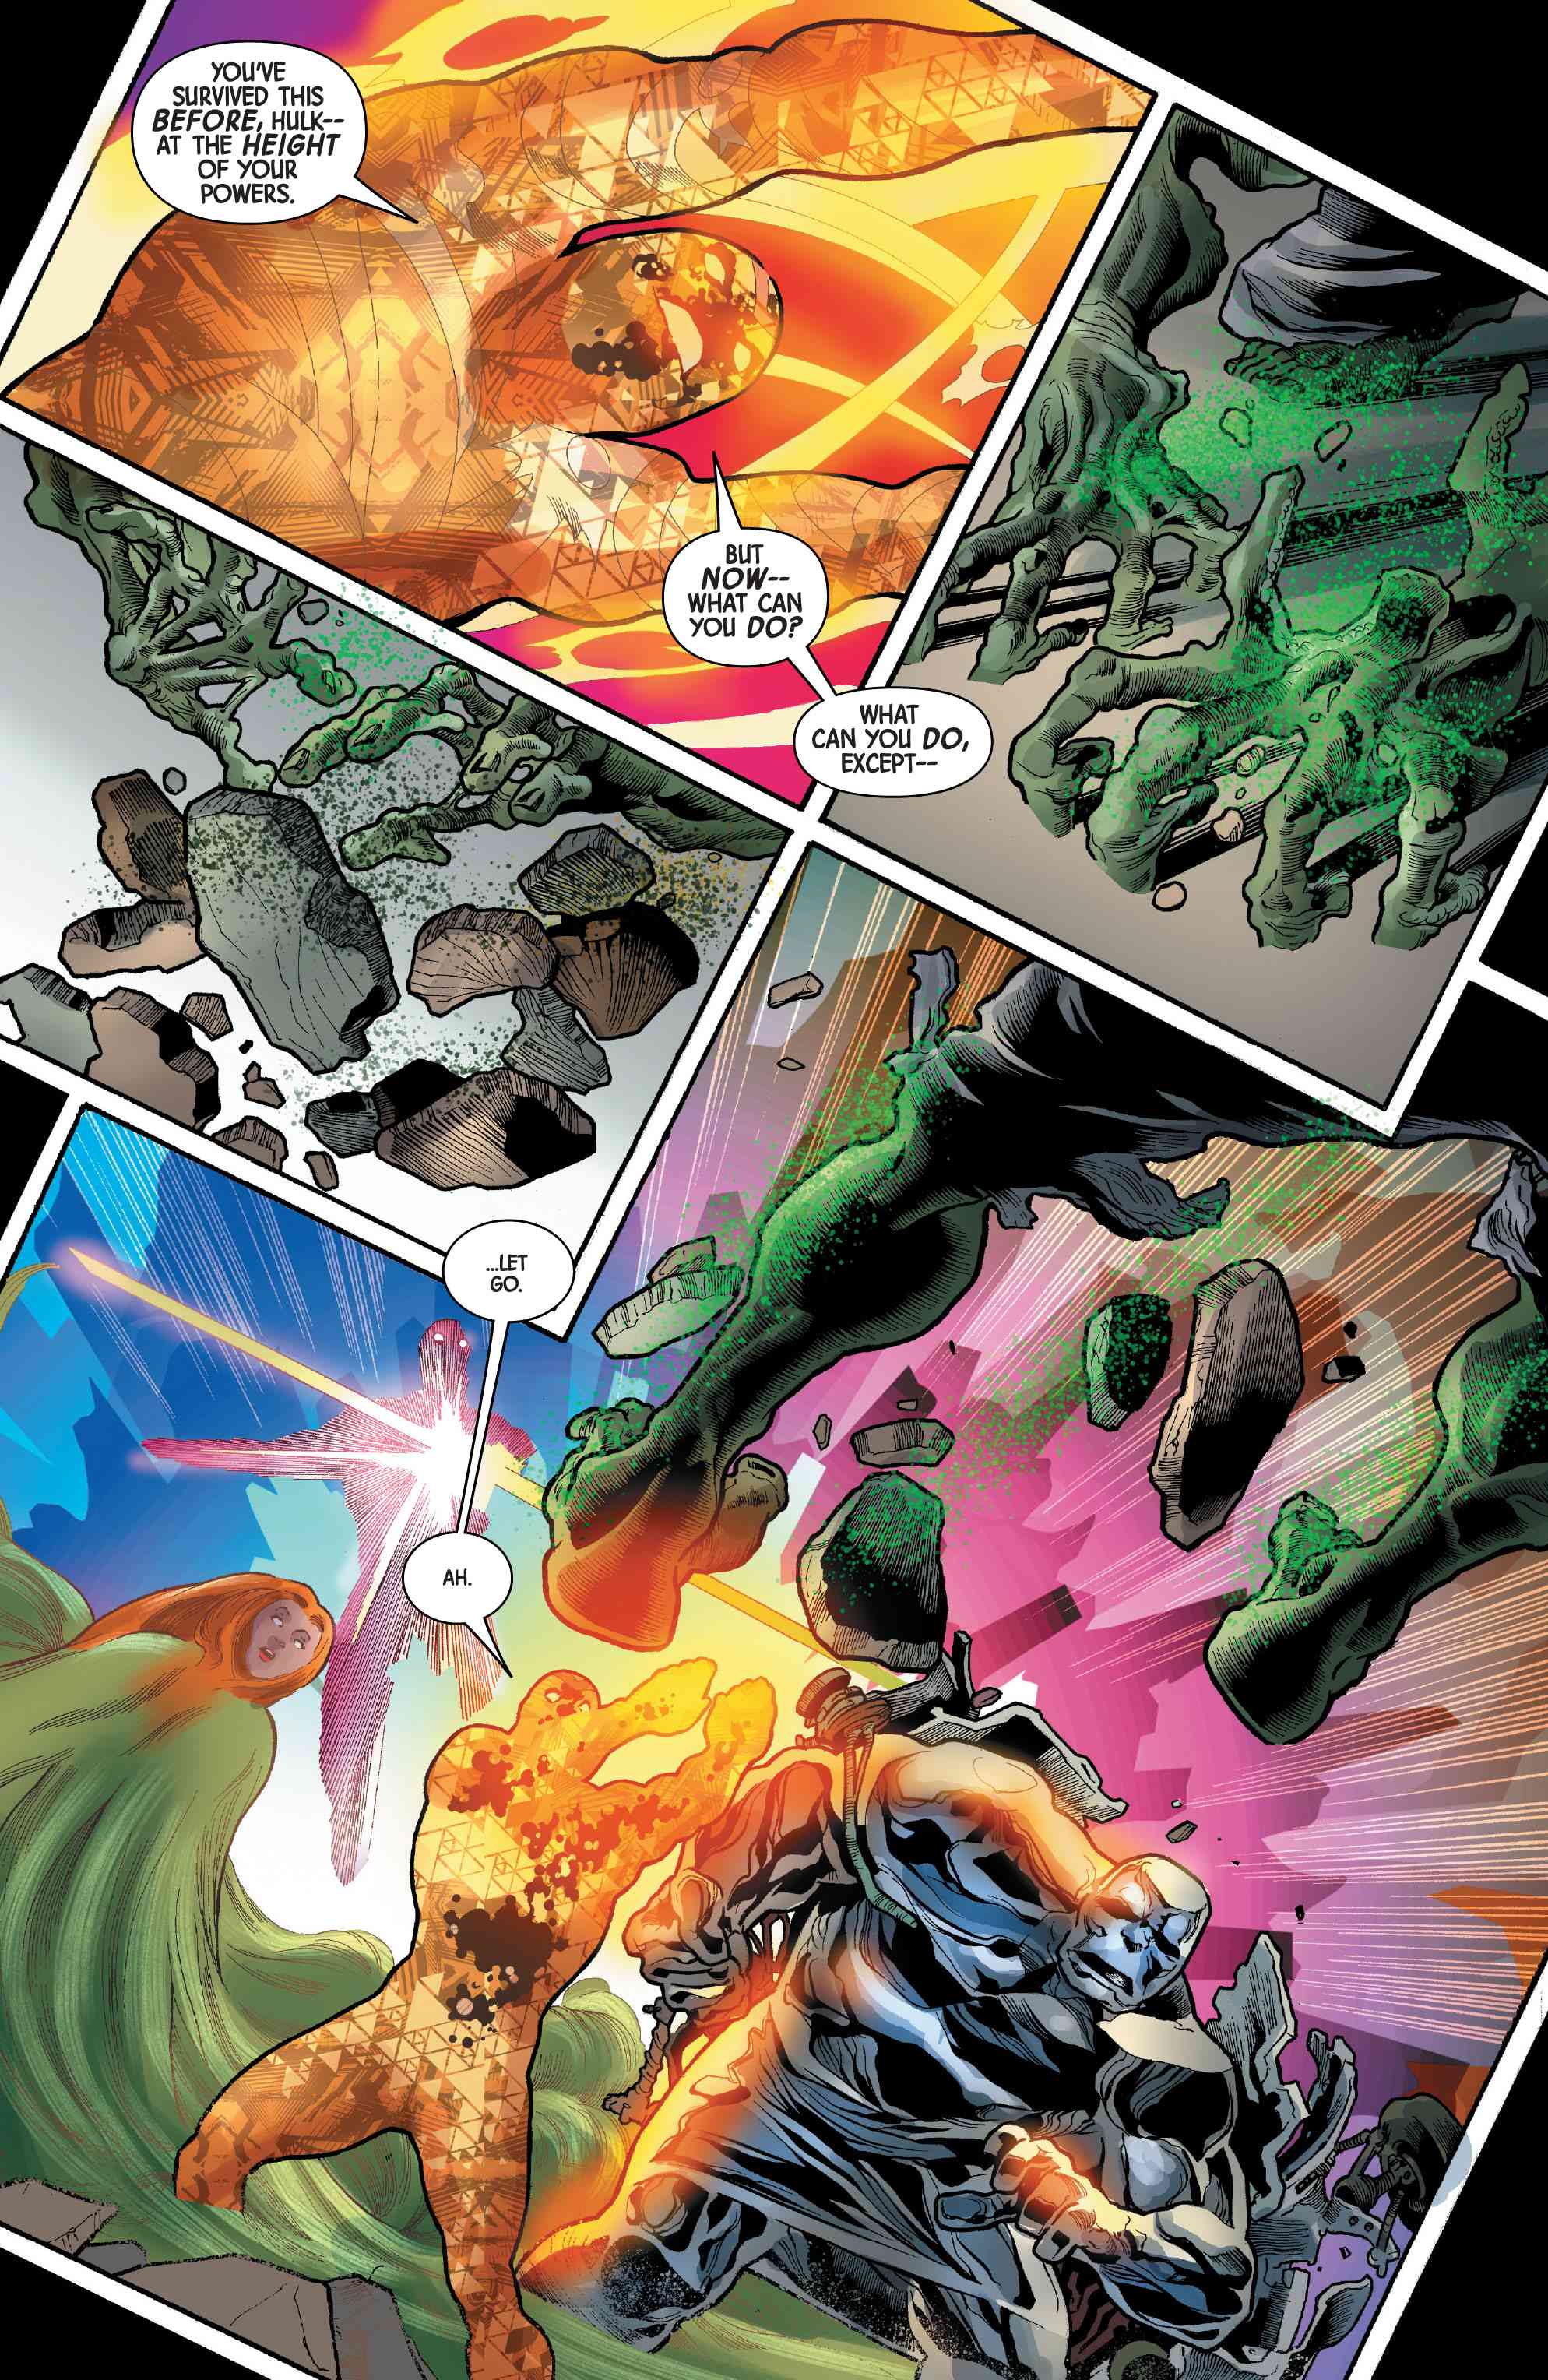 YOU'VE
SURVIVED THIS
BEFORE, HULK--
AT THE HEIGHT
OF YOUR
POWERS.
BUT
NOW--
WHAT CAN
YOU DO?
WHAT
CAN YOU DO,
EXCEPT--
...LET
GO.
AH.